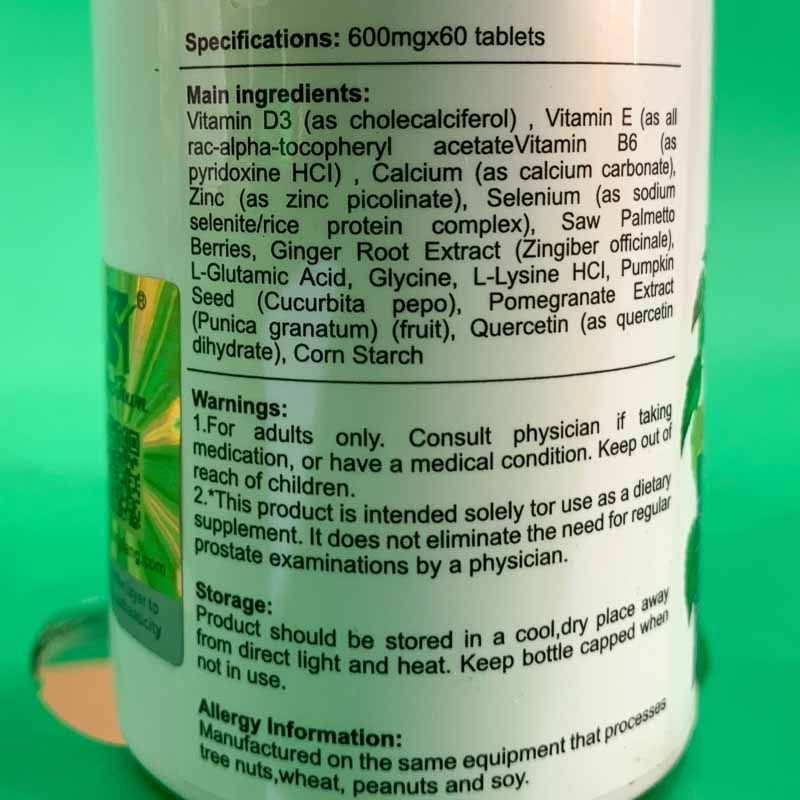 Specifications: 600mgx60 tablets
Main ingredients:
Vitamin D3 (as cholecalciferol) , Vitamin E (as all
rac-alpha-tocopheryl acetateVitamin B6 (as
pyridoxine HCI) , Calcium (as calcium carbonate),
Zinc (as zinc picolinate), Selenium (as sodium
selenite/rice protein complex), Saw Palmetto
Berries, Ginger Root Extract (Zingiber officinale),
L-Glutamic Acid, Glycine, L-Lysine HCI, Pumpkin
Seed (Cucurbita pepo), Pomegranate Extract
(Punica granatum) (fruit), Quercetin (as quercetin
dihydrate), Corn Starch
Warnings:
1.For adults only. Consult physician if taking
medication, or have a medical condition. Keep out of
reach of children.
2.*This product is intended solely tor use as a dietary
supplement. It does not eliminate the need for regular
prostate examinations by a physician.
Storage:
Product should be stored in a cool,dry place away
from direct light and heat. Keep bottle capped when
not in use.
Allergy Information:
Manufactured on the same equipment that processes
tree nuts,wheat, peanuts and soy.
®